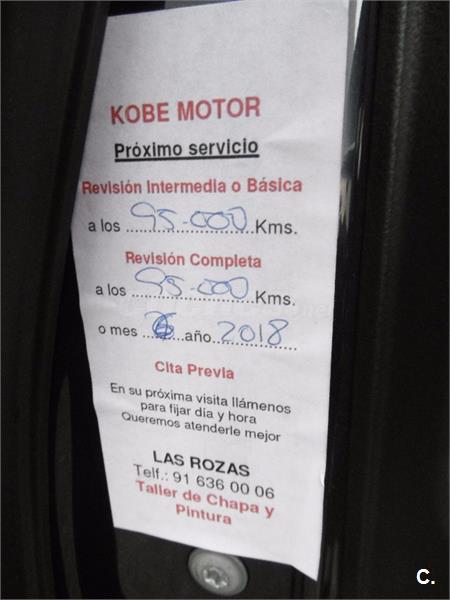 KOBE MOTOR
Próximo servicio
Revisión Intermedia o Básica
a los 95.000 Kms.
Revisión Completa
a los 95.000 Kms.
o mes 6 año 2018
Cita Previa
En su próxima visita llámenos
para fijar día y hora
Queremos atenderle mejor
LAS ROZAS
Telf.: 91 636 00 06
Taller de Chapa y
Pintura
C.